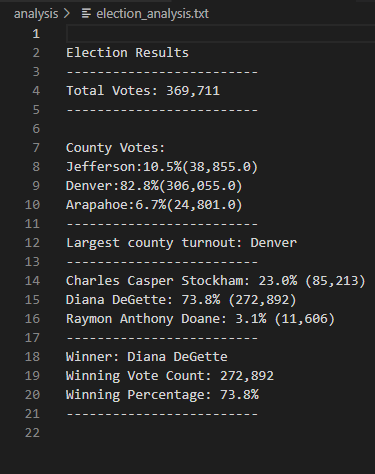 analysis > election_analysis.txt
1
2 Election Results
3 -------------------------
4 Total Votes: 369,711
5 -------------------------
6
7 County Votes:
8 Jefferson:10.5%(38,855.0)
9 Denver:82.8%(306,055.0)
10 Arapahoe:6.7%(24,801.0)
11 -------------------------
12 Largest county turnout: Denver
13 -------------------------
14 Charles Casper Stockham: 23.0% (85,213)
15 Diana DeGette: 73.8% (272,892)
16 Raymon Anthony Doane: 3.1% (11,606)
17 -------------------------
18 Winner: Diana DeGette
19 Winning Vote Count: 272,892
20 Winning Percentage: 73.8%
21 -------------------------
22